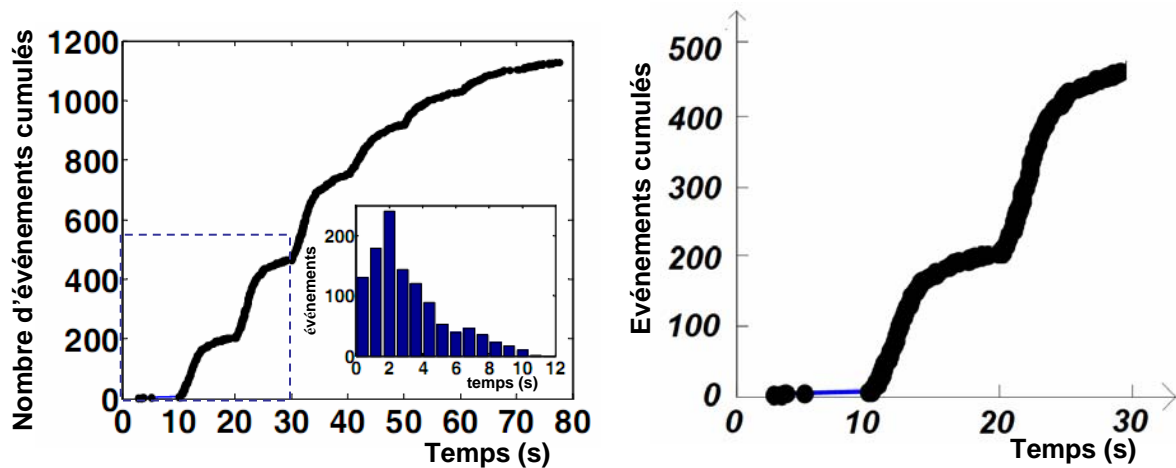 Nombre d'événements cumulés
1200
1000
800
600
400
200
0
0 10 20 30 40 50 60 70 80
Temps (s)
événements
200
100
0
0 2 4 6 8 10 12
temps (s)
Evénements cumulés
500
400
300
200
100
0
0 10 20 30
Temps (s)